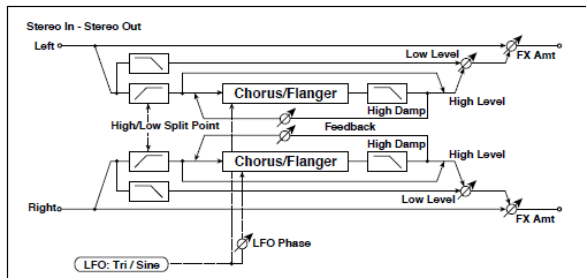 Stereo In - Stereo Out
Left
Low Level
FX Amt
Chorus/Flanger
High Damp
High Level
High/Low Split Point
Feedback
Chorus/Flanger
High Damp
High Level
Low Level
Right
FX Amt
LFO Phase
LFO: Tri / Sine